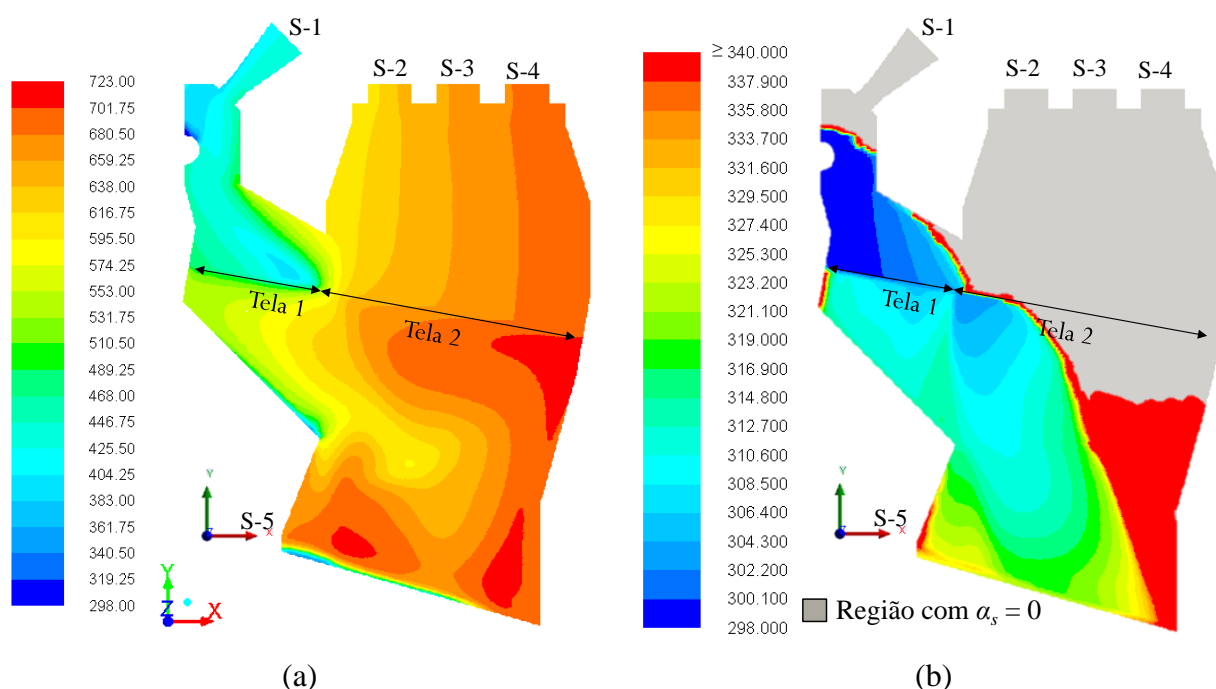 S-1
S-2
S-3
S-4
723.00
701.75
680.50
659.25
638.00
616.75
595.50
574.25
553.00
531.75
510.50
489.25
468.00
446.75
425.50
404.25
383.00
361.75
340.50
319.25
298.00
Tela 1
Tela 2
Y
S-5
X
Z
Y
Z
X
(a)
S-1
S-2
S-3
S-4
≥ 340.000
337.900
335.800
333.700
331.600
329.500
327.400
325.300
323.200
321.100
319.000
316.900
314.800
312.700
310.600
308.500
306.400
304.300
302.200
300.100
298.000
Tela 1
Tela 2
Y
S-5
X
Z
Região com αs = 0
(b)